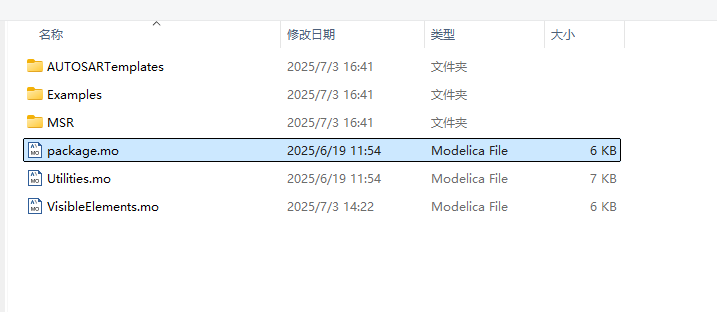 名称 修改日期 类型 大小
AUTOSARTemplates 2025/7/3 16:41 文件夹
Examples 2025/7/3 16:41 文件夹
MSR 2025/7/3 16:41 文件夹
package.mo 2025/6/19 11:54 Modelica File 6 KB
Utilities.mo 2025/6/19 11:54 Modelica File 7 KB
VisibleElements.mo 2025/7/3 14:22 Modelica File 6 KB